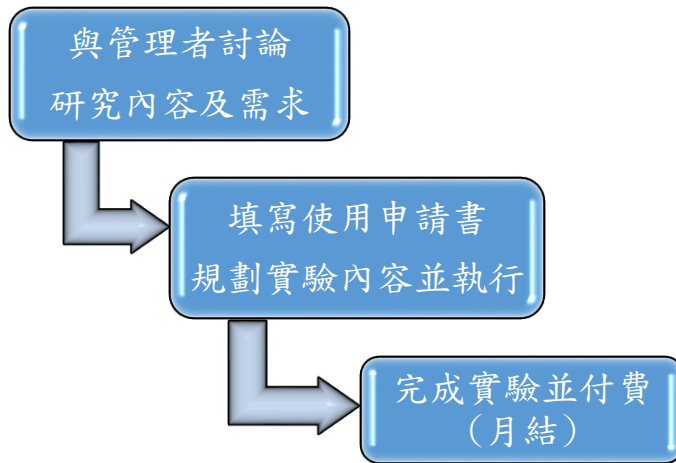 與管理者討論
研究內容及需求
填寫使用申請書
規劃實驗內容並執行
完成實驗並付費
（月結）